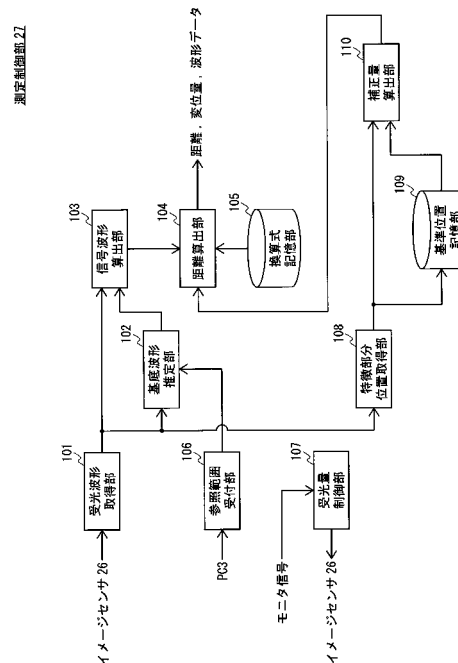 測定制御部 27
イメージセンサ 26
101
受光波形
取得部
102
基底波形
推定部
103
信号波形
算出部
104
距離算出部
距離，変位量，波形データ
105
換算式
記憶部
PC3
106
参照範囲
受付部
モニタ信号
イメージセンサ 26
107
受光量
制御部
108
特徴部分
位置取得部
109
基準位置
記憶部
110
補正量
算出部